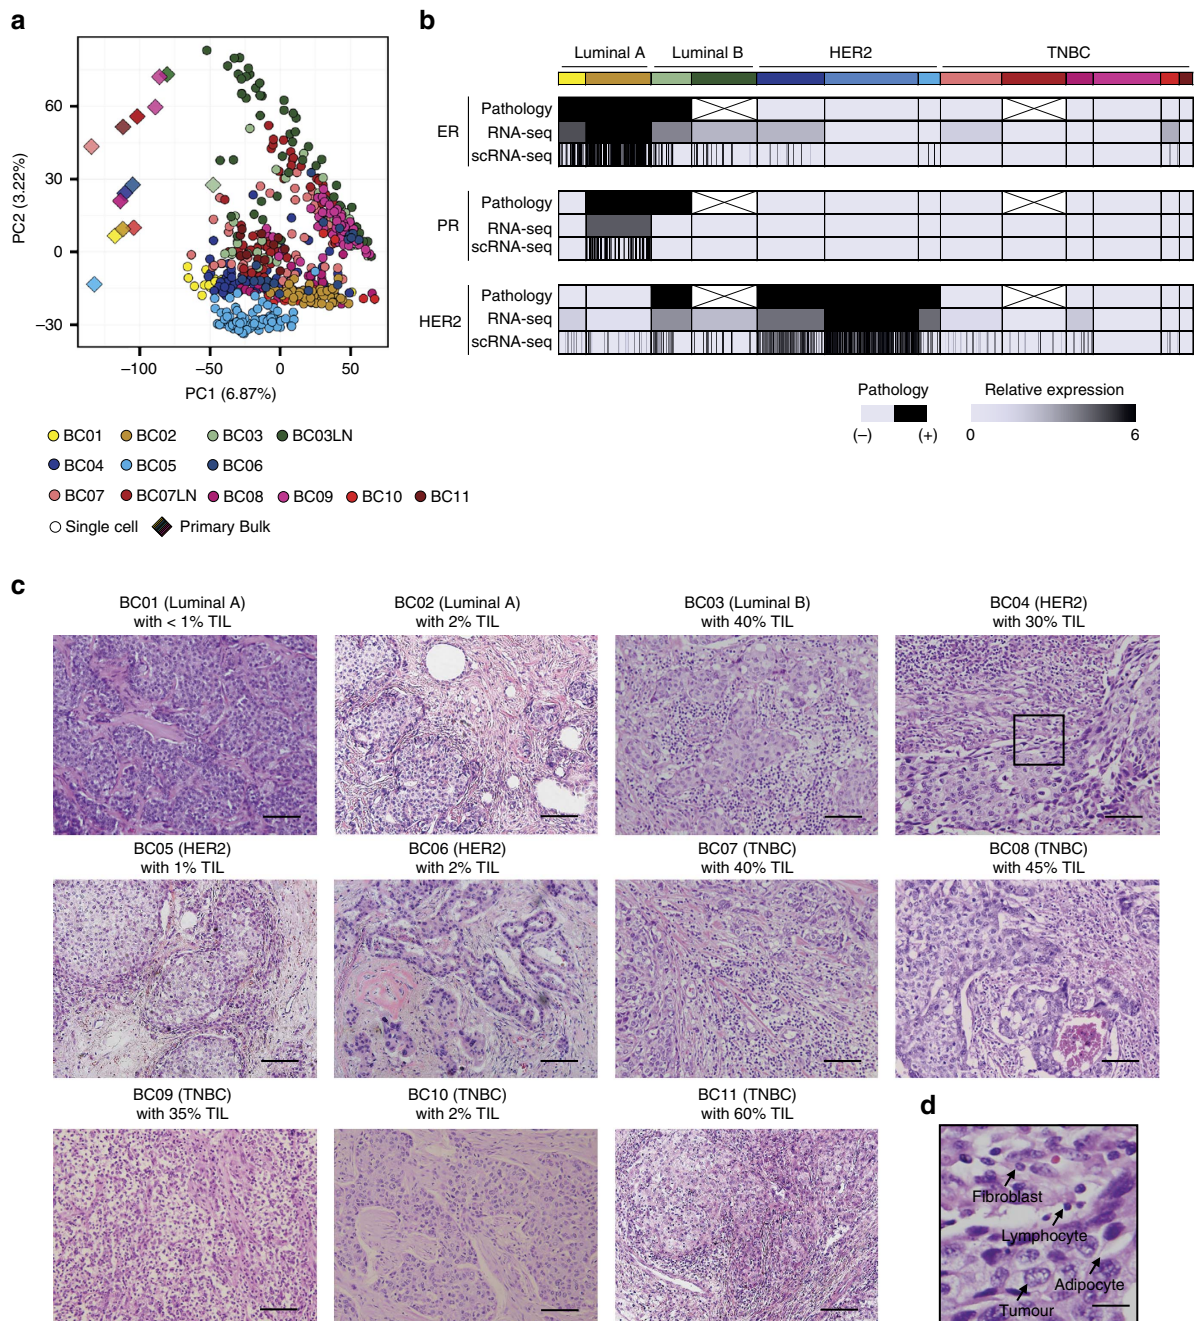 a
PC2 (3.22%)
60
30
0
−30
−100
−50
0
50
PC1 (6.87%)
BC01
BC02
BC03
BC03LN
BC04
BC05
BC06
BC07
BC07LN
BC08
BC09
BC10
BC11
Single cell
Primary Bulk
b
Luminal A
Luminal B
HER2
TNBC
ER
Pathology
RNA-seq
scRNA-seq
PR
Pathology
RNA-seq
scRNA-seq
HER2
Pathology
RNA-seq
scRNA-seq
Pathology
(−)
(+)
Relative expression
0
6
c
BC01 (Luminal A)
with < 1% TIL
BC02 (Luminal A)
with 2% TIL
BC03 (Luminal B)
with 40% TIL
BC04 (HER2)
with 30% TIL
BC05 (HER2)
with 1% TIL
BC06 (HER2)
with 2% TIL
BC07 (TNBC)
with 40% TIL
BC08 (TNBC)
with 45% TIL
BC09 (TNBC)
with 35% TIL
BC10 (TNBC)
with 2% TIL
BC11 (TNBC)
with 60% TIL
d
Fibroblast
Lymphocyte
Adipocyte
Tumour